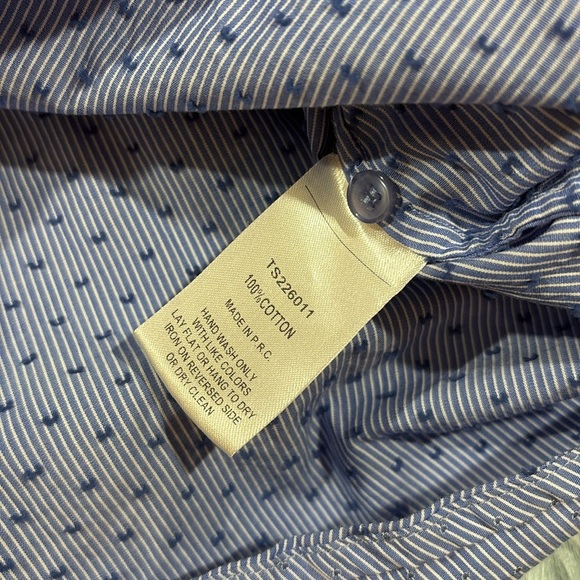 TS226011
100%COTTON
MADE IN P.R.C.
HAND WASH ONLY
WITH LIKE COLORS
LAY FLAT OR HANG TO DRY
IRON ON REVERSED SIDE
OR DRY CLEAN